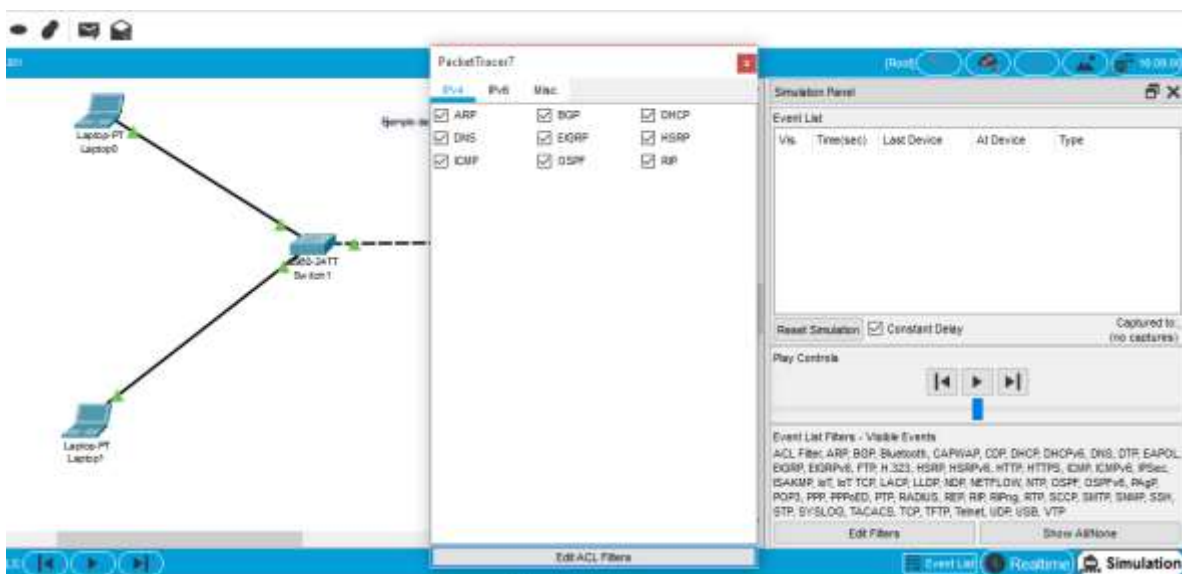 PacketTracer7
(Root)
IPv4 IPv6 Misc
ARP BGP DHCP
DNS EIGRP HSRP
ICMP OSPF RIP
Edit ACL Filters
Laptop-PT
Laptop0
Switch1
Laptop-PT
Simulation Panel
Event List
Vis. Time(sec) Last Device At Device Type
Reset Simulation Constant Delay
Captured to:
(no captures)
Play Controls
Event List Filters - Visible Events
ACL Filter, ARP, BGP, Bluetooth, CAPWAP, CDP, DHCP, DHCPv6, DNS, DTP, EAPOL,
EIGRP, EIGRPv6, FTP, H.323, HSRP, HSRPv6, HTTP, HTTPS, ICMP, ICMPv6, IPSec,
ISAKMP, IoT, IoT TCP, LACP, LLDP, NDP, NETFLOW, NTP, OSPF, OSPFv6, PAgP,
POP3, PPP, PPPoED, PTP, RADIUS, REP, RIP, RIPng, RTP, SCCP, SMTP, SNMP, SSH,
STP, SYSLOG, TACACS, TCP, TFTP, Telnet, UDP, USB, VTP
Edit Filters Show All/None
Event List Realtime Simulation